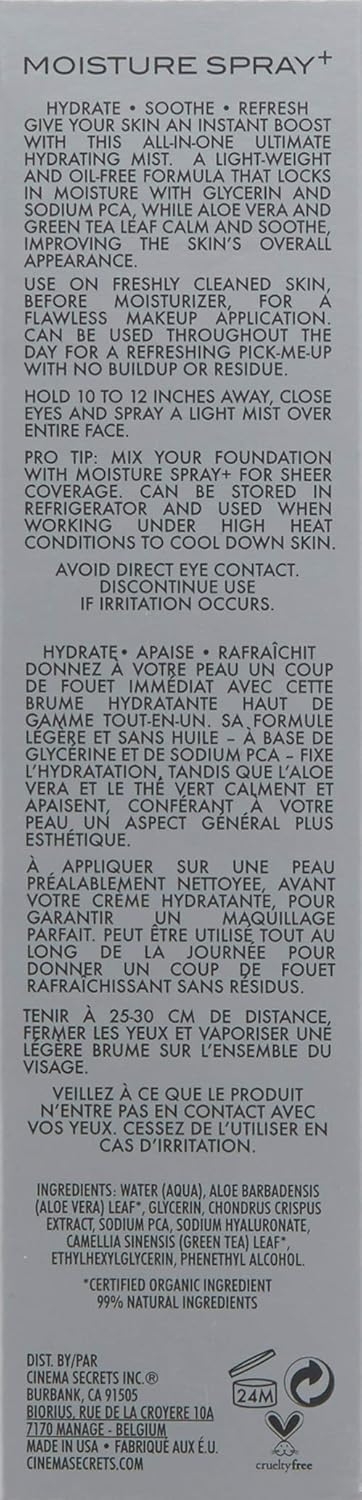 MOISTURE SPRAY+
HYDRATE • SOOTHE • REFRESH
GIVE YOUR SKIN AN INSTANT BOOST
WITH THIS ALL-IN-ONE ULTIMATE
HYDRATING MIST. A LIGHT-WEIGHT
AND OIL-FREE FORMULA THAT LOCKS
IN MOISTURE WITH GLYCERIN AND
SODIUM PCA, WHILE ALOE VERA AND
GREEN TEA LEAF CALM AND SOOTHE,
IMPROVING THE SKIN'S OVERALL
APPEARANCE.
USE ON FRESHLY CLEANED SKIN,
BEFORE MOISTURIZER, FOR A
FLAWLESS MAKEUP APPLICATION.
CAN BE USED THROUGHOUT THE
DAY FOR A REFRESHING PICK-ME-UP
WITH NO BUILDUP OR RESIDUE.
HOLD 10 TO 12 INCHES AWAY, CLOSE
EYES AND SPRAY A LIGHT MIST OVER
ENTIRE FACE.
PRO TIP: MIX YOUR FOUNDATION
WITH MOISTURE SPRAY+ FOR SHEER
COVERAGE. CAN BE STORED IN
REFRIGERATOR AND USED WHEN
WORKING UNDER HIGH HEAT
CONDITIONS TO COOL DOWN SKIN.
AVOID DIRECT EYE CONTACT.
DISCONTINUE USE
IF IRRITATION OCCURS.
HYDRATE • APAISE • RAFRAÎCHIT
DONNEZ À VOTRE PEAU UN COUP
DE FOUET IMMÉDIAT AVEC CETTE
BRUME HYDRATANTE HAUT DE
GAMME TOUT-EN-UN. SA FORMULE
LÉGÈRE ET SANS HUILE – À BASE DE
GLYCÉRINE ET DE SODIUM PCA – FIXE
L'HYDRATATION, TANDIS QUE L'ALOE
VERA ET LE THÉ VERT CALMENT ET
APAISENT, CONFÉRANT À VOTRE
PEAU UN ASPECT GÉNÉRAL PLUS
ESTHÉTIQUE.
À APPLIQUER SUR UNE PEAU
PRÉALABLEMENT NETTOYEE, AVANT
VOTRE CRÈME HYDRATANTE, POUR
GARANTIR UN MAQUILLAGE
PARFAIT. PEUT ÊTRE UTILISÉ TOUT AU
LONG DE LA JOURNÉE POUR
DONNER UN COUP DE FOUET
RAFRAÎCHISSANT SANS RÉSIDUS.
TENIR À 25-30 CM DE DISTANCE,
FERMER LES YEUX ET VAPORISER UNE
LÉGÈRE BRUME SUR L'ENSEMBLE DU
VISAGE.
VEILLEZ À CE QUE LE PRODUIT
N'ENTRE PAS EN CONTACT AVEC
VOS YEUX. CESSEZ DE L'UTILISER EN
CAS D'IRRITATION.
INGREDIENTS: WATER (AQUA), ALOE BARBADENSIS
(ALOE VERA) LEAF*, GLYCERIN, CHONDRUS CRISPUS
EXTRACT, SODIUM PCA, SODIUM HYALURONATE,
CAMELLIA SINENSIS (GREEN TEA) LEAF*,
ETHYLHEXYLGLYCERIN, PHENETHYL ALCOHOL.
*CERTIFIED ORGANIC INGREDIENT
99% NATURAL INGREDIENTS
DIST. BY/PAR
CINEMA SECRETS INC.®
BURBANK, CA 91505
BIORIUS, RUE DE LA CROYERE 10A
7170 MANAGE - BELGIUM
MADE IN USA • FABRIQUÉ AUX É.U.
CINEMASECRETS.COM
24M
crueltyfree